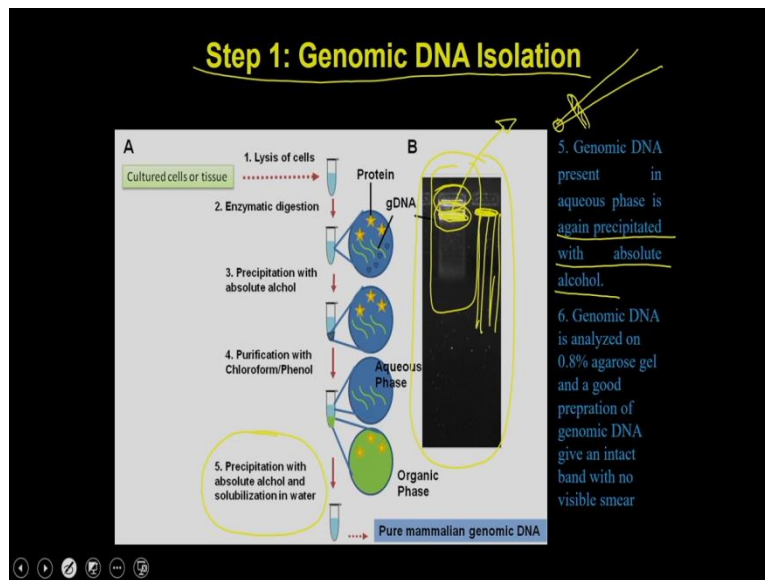 Step 1: Genomic DNA Isolation
A
Cultured cells or tissue
1. Lysis of cells
2. Enzymatic digestion
Protein
gDNA
3. Precipitation with
absolute alchol
4. Purification with
Chloroform/Phenol
Aqueous
Phase
5. Precipitation with
absolute alchol and
solubilization in water
Organic
Phase
Pure mammalian genomic DNA
B
5. Genomic DNA
present in
aqueous phase is
again precipitated
with absolute
alcohol.
6. Genomic DNA
is analyzed on
0.8% agarose gel
and a good
prepration of
genomic DNA
give an intact
band with no
visible smear